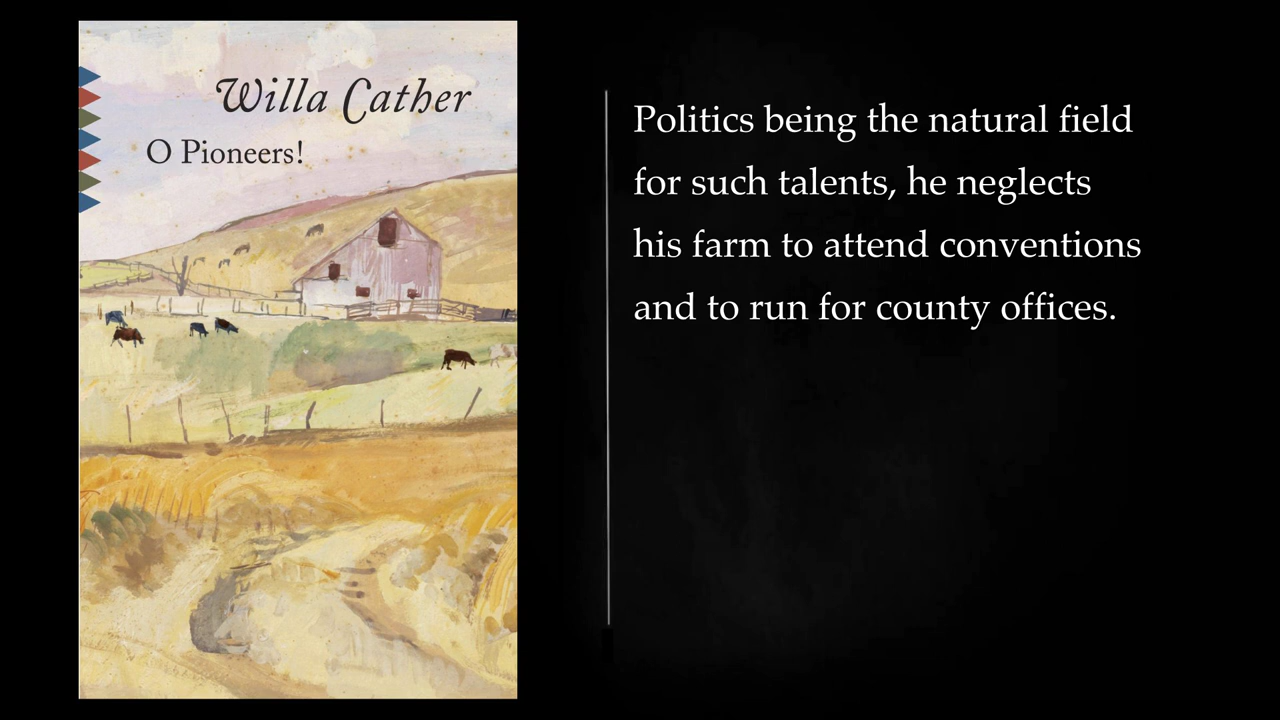 Willa Cather
O Pioneers!
Politics being the natural field
for such talents, he neglects
his farm to attend conventions
and to run for county offices.